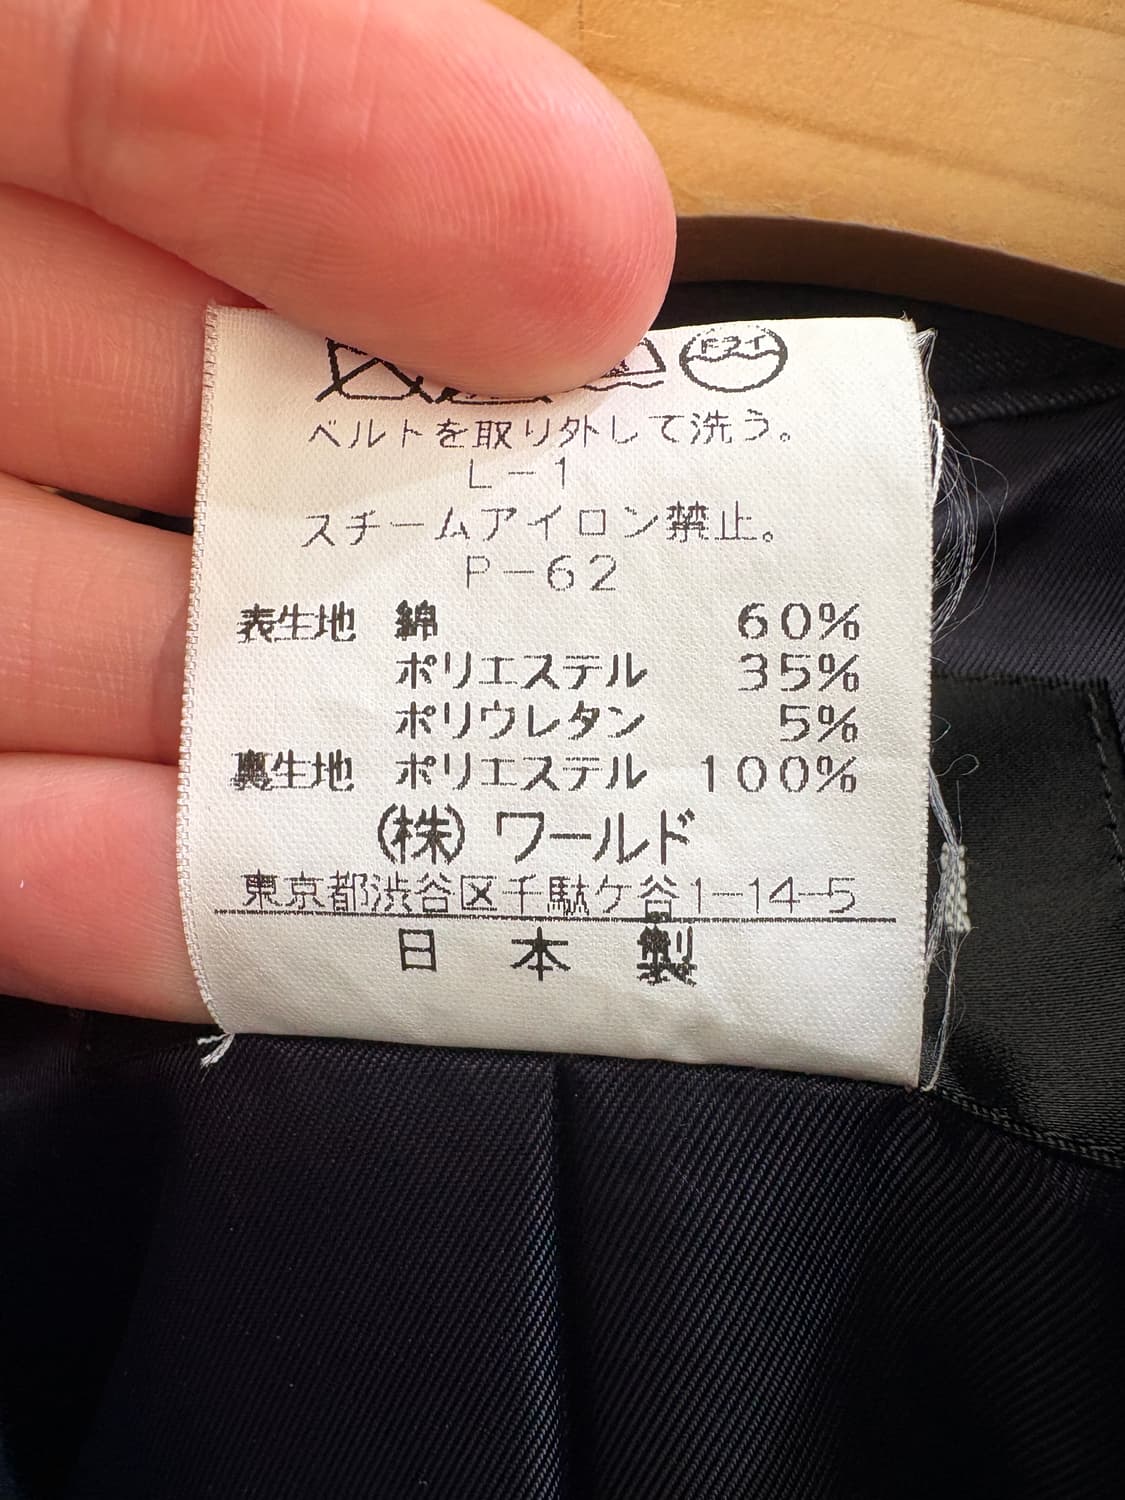 ドライ
ベルトを取り外して洗う。
L-1
スチームアイロン禁止。
P-62
表生地 綿 60%
ポリエステル 35%
ポリウレタン 5%
裏生地 ポリエステル 100%
(株)ワールド
東京都渋谷区千駄ケ谷1-14-5
日本製